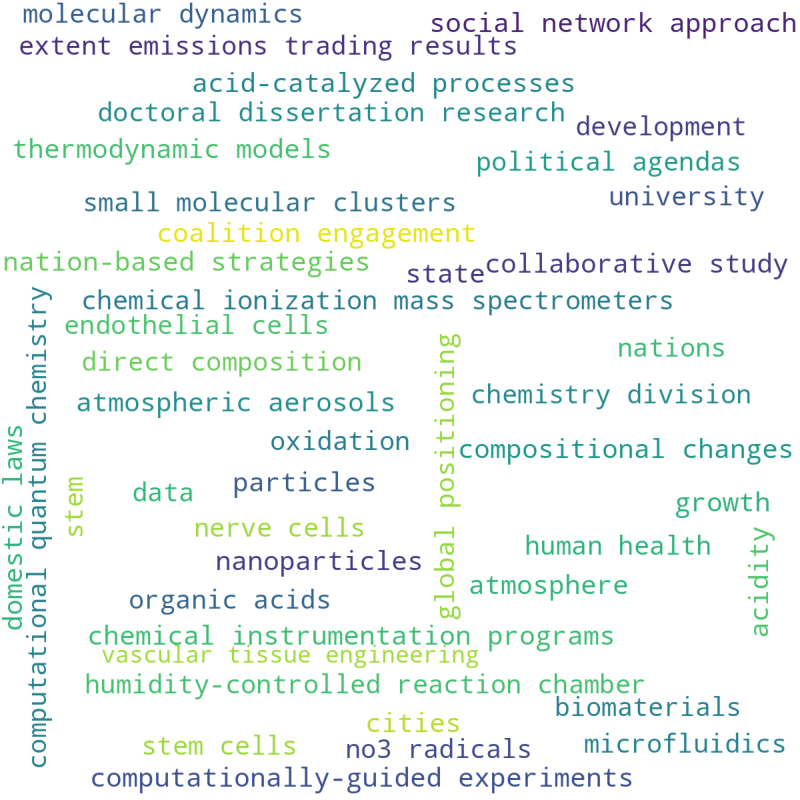 molecular dynamics
social network approach
extent emissions trading results
acid-catalyzed processes
doctoral dissertation research
development
thermodynamic models
political agendas
university
small molecular clusters
coalition engagement
nation-based strategies
state
collaborative study
chemical ionization mass spectrometers
endothelial cells
nations
direct composition
chemistry division
atmospheric aerosols
oxidation
compositional changes
particles
data
growth
nerve cells
human health
nanoparticles
atmosphere
organic acids
chemical instrumentation programs
vascular tissue engineering
humidity-controlled reaction chamber
biomaterials
cities
stem cells
no3 radicals
microfluidics
computationally-guided experiments
domestic laws
computational quantum chemistry
stem
global positioning
acidity